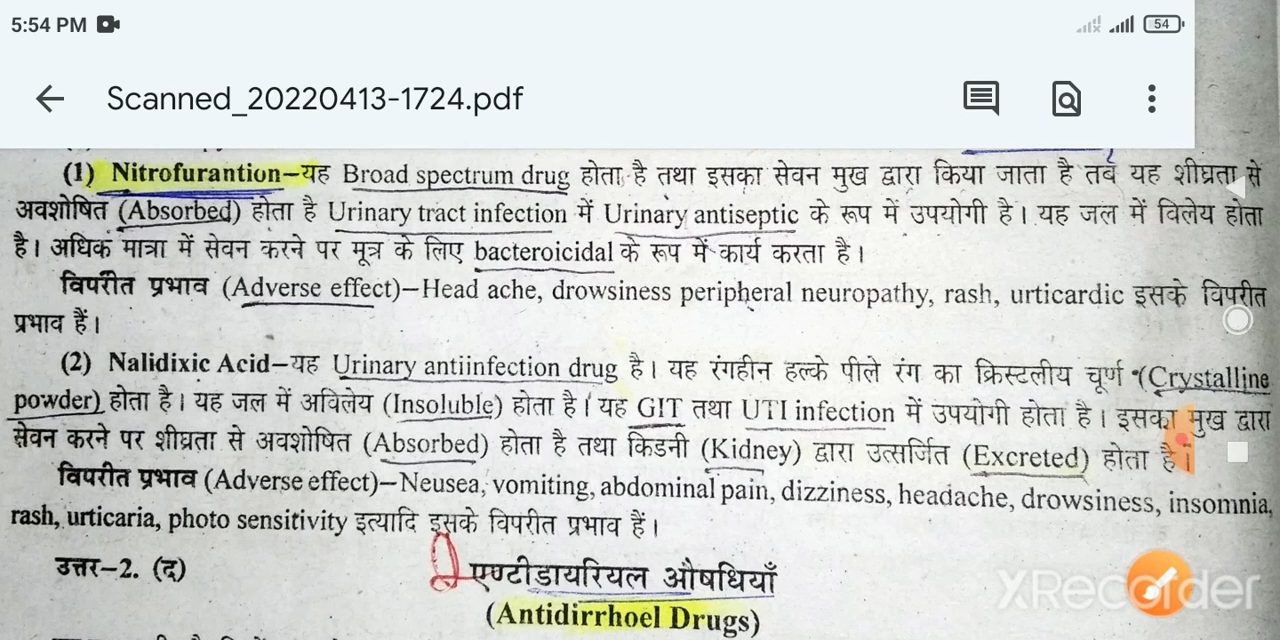 5:54 PM
54
Scanned_20220413-1724.pdf
(1) Nitrofurantion–यह Broad spectrum drug होता है तथा इसका सेवन मुख द्वारा किया जाता है तब यह शीघ्रता से
अवशोषित (Absorbed) होता है Urinary tract infection में Urinary antiseptic के रूप में उपयोगी है। यह जल में विलेय होता
है। अधिक मात्रा में सेवन करने पर मूत्र के लिए bacteroicidal के रूप में कार्य करता है।
विपरीत प्रभाव (Adverse effect)–Head ache, drowsiness peripheral neuropathy, rash, urticardic इसके विपरीत
प्रभाव हैं।
(2) Nalidixic Acid–यह Urinary antiinfection drug है। यह रंगहीन हल्के पीले रंग का क्रिस्टलीय चूर्ण (Crystalline
powder) होता है। यह जल में अविलेय (Insoluble) होता है। यह GIT तथा UTI infection में उपयोगी होता है। इसका मुख द्वारा
सेवन करने पर शीघ्रता से अवशोषित (Absorbed) होता है तथा किडनी (Kidney) द्वारा उत्सर्जित (Excreted) होता है।
विपरीत प्रभाव (Adverse effect)–Neusea, vomiting, abdominal pain, dizziness, headache, drowsiness, insomnia,
rash, urticaria, photo sensitivity इत्यादि इसके विपरीत प्रभाव हैं।
उत्तर–2. (द)
एण्टीडायरियल औषधियाँ
(Antidirrhoel Drugs)
XRecorder